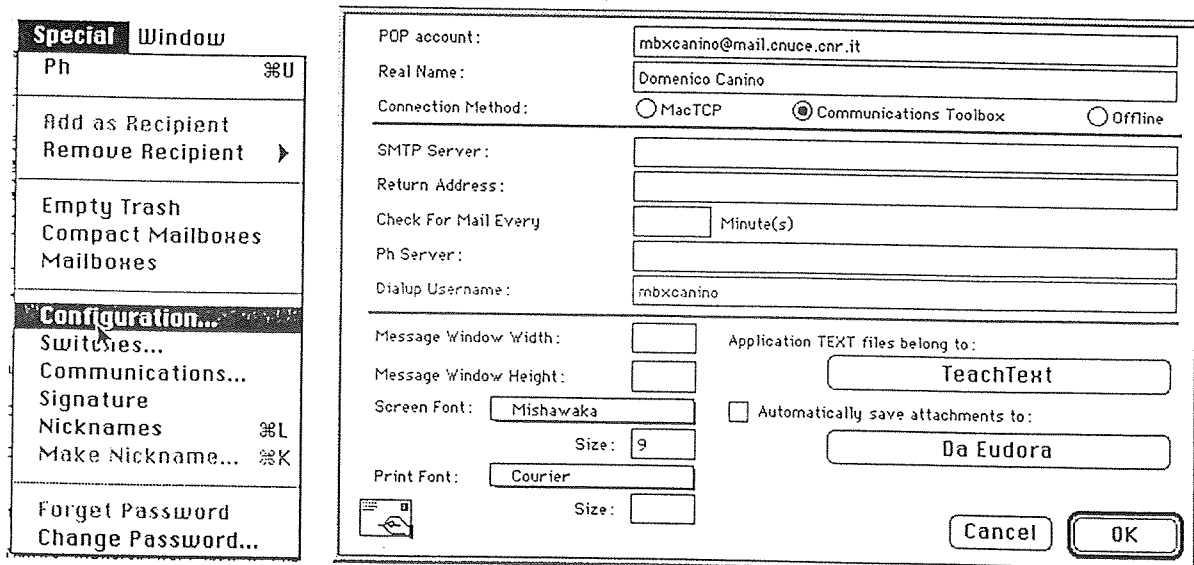 Special Window
Ph ⌘U
Add as Recipient
Remove Recipient
Empty Trash
Compact Mailboxes
Mailboxes
Configuration...
Switches...
Communications...
Signature
Nicknames ⌘L
Make Nickname... ⌘K
Forget Password
Change Password...
POP account: mbxcanino@mail.cnuce.cnr.it
Real Name: Domenico Canino
Connection Method: MacTCP Communications Toolbox Offline
SMTP Server:
Return Address:
Check For Mail Every Minute(s)
Ph Server:
Dialup Username: mbxcanino
Message Window Width:
Message Window Height:
Screen Font: Mishawaka
Size: 9
Print Font: Courier
Size:
Application TEXT files belong to:
TeachText
Automatically save attachments to:
Da Eudora
Cancel OK